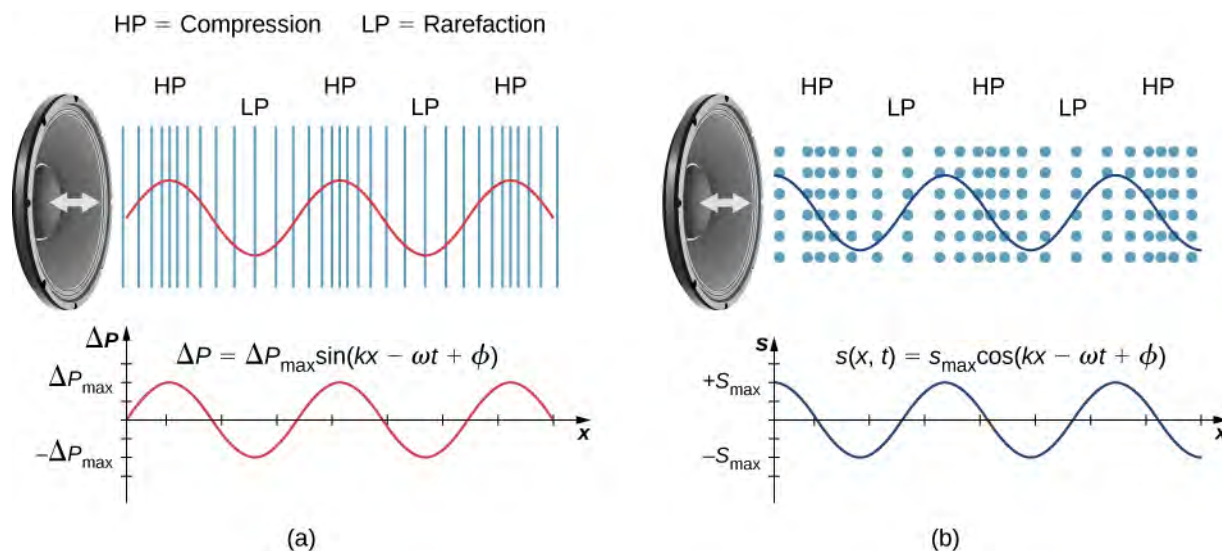 HP = Compression LP = Rarefaction
HP HP HP
LP LP
ΔP
ΔP = ΔPmaxsin(kx − ωt + ϕ)
ΔPmax
x
−ΔPmax
(a)
HP HP HP
LP LP
s
s(x, t) = smaxcos(kx − ωt + ϕ)
+Smax
x
−Smax
(b)